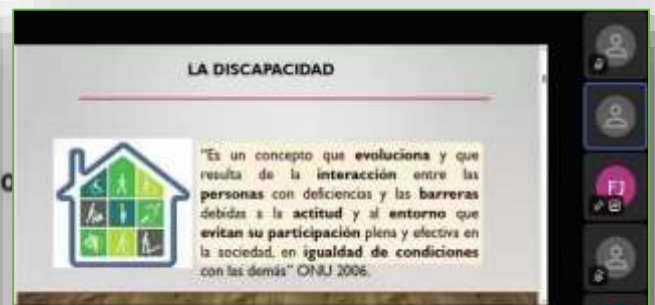 LA DISCAPACIDAD
"Es un concepto que evoluciona y que
resulta de la interacción entre las
personas con deficiencias y las barreras
debidas a la actitud y al entorno que
evitan su participación plena y efectiva en
la sociedad, en igualdad de condiciones
con las demás" ONU 2006.
FJ